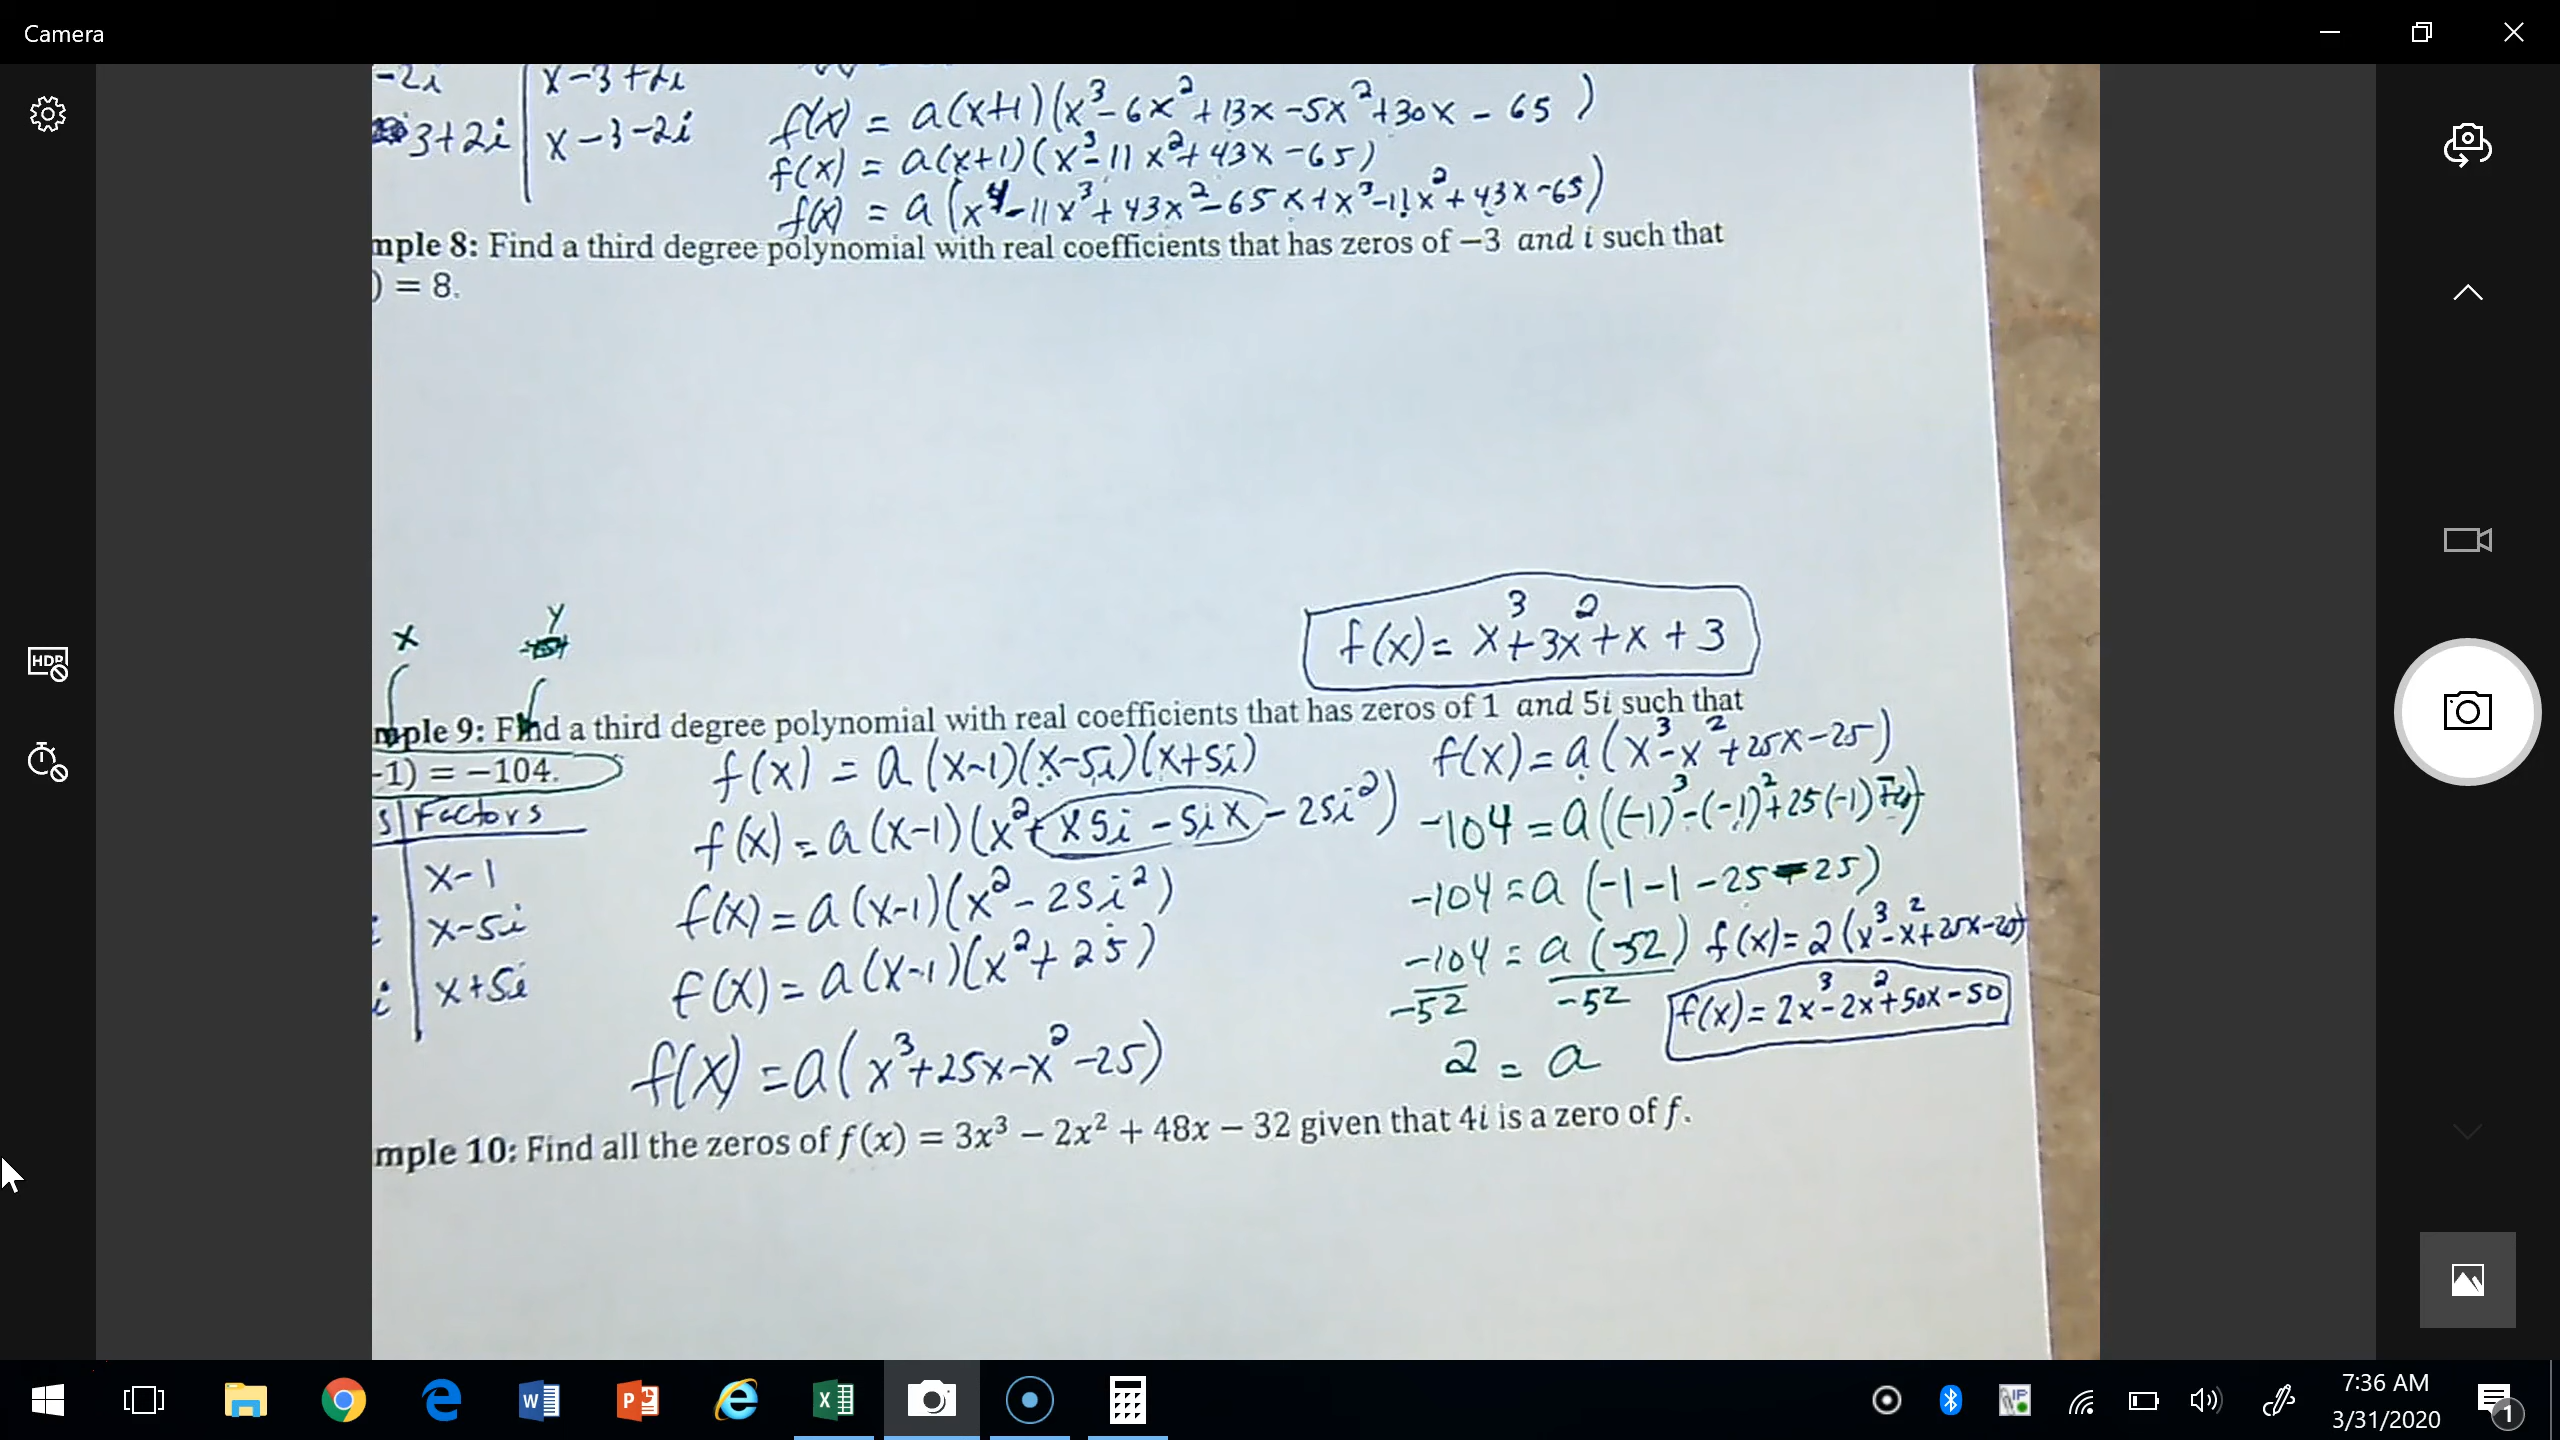 Camera
-2i | x-3+2i
f(x) = a(x+1)(x³-6x²+13x-5x²+30x-65)
3+2i | x-3-2i
f(x) = a(x+1)(x³-11x²+43x-65)
f(x) = a(x⁴-11x³+43x²-65x+x³-11x²+43x-65)
mple 8: Find a third degree polynomial with real coefficients that has zeros of −3 and i such that
) = 8.
HDR
f(x) = x³+3x²+x+3
x y
mple 9: Find a third degree polynomial with real coefficients that has zeros of 1 and 5i such that
-1) = −104.
s | Factors
x-1
i | x-5i
i | x+5i
f(x) = a(x-1)(x-5i)(x+5i)
f(x) = a(x-1)(x²+x5i-5ix-25i²)
f(x) = a(x-1)(x²-25i²)
f(x) = a(x-1)(x²+25)
f(x) = a(x³+25x-x²-25)
f(x) = a(x³-x²+25x-25)
-104 = a((-1)³-(-1)²+25(-1)
-104 = a(-1-1-25-25)
-104 = a(-52)
-52 -52
2 = a
f(x) = 2(x³-x²+25x-25)
f(x) = 2x³-2x²+50x-50
mple 10: Find all the zeros of f(x) = 3x³ − 2x² + 48x − 32 given that 4i is a zero of f.
7:36 AM
3/31/2020
1